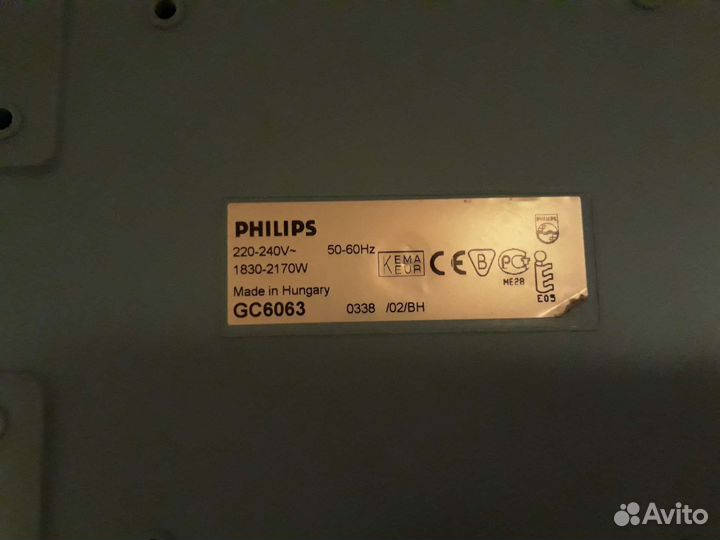 PHILIPS
220-240V~ 50-60Hz
1830-2170W
Made in Hungary
GC6063 0338 /02/BH
KEMA
KEUR
CE
B
РСТ
ME28
E05
PHILIPS
Avito